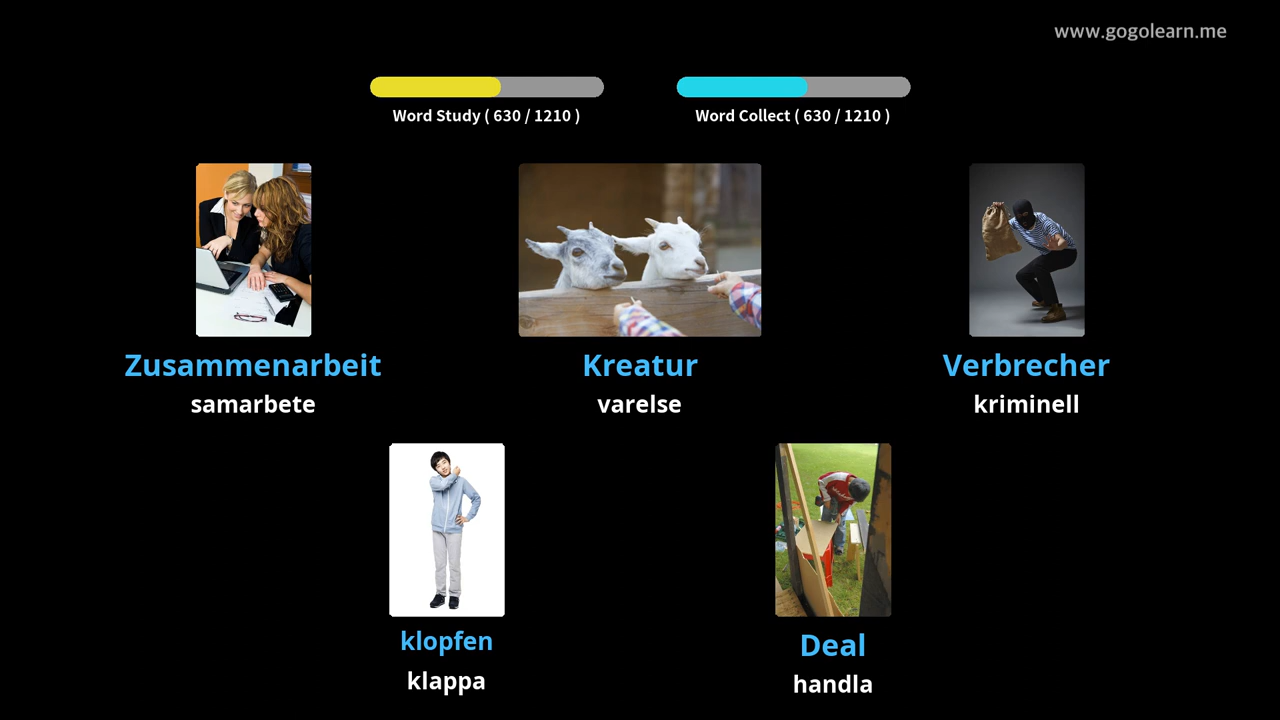 www.gogolearn.me
Word Study ( 630 / 1210 )
Word Collect ( 630 / 1210 )
Zusammenarbeit
samarbete
Kreatur
varelse
Verbrecher
kriminell
klopfen
klappa
Deal
handla